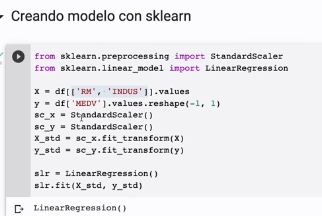 Creando modelo con sklearn
from sklearn.preprocessing import StandardScaler
from sklearn.linear_model import LinearRegression
X = df[['RM', 'INDUS']].values
y = df['MEDV'].values.reshape(-1, 1)
sc_x = StandardScaler()
sc_y = StandardScaler()
X_std = sc_x.fit_transform(X)
y_std = sc_y.fit_transform(y)
slr = LinearRegression()
slr.fit(X_std, y_std)
LinearRegression()